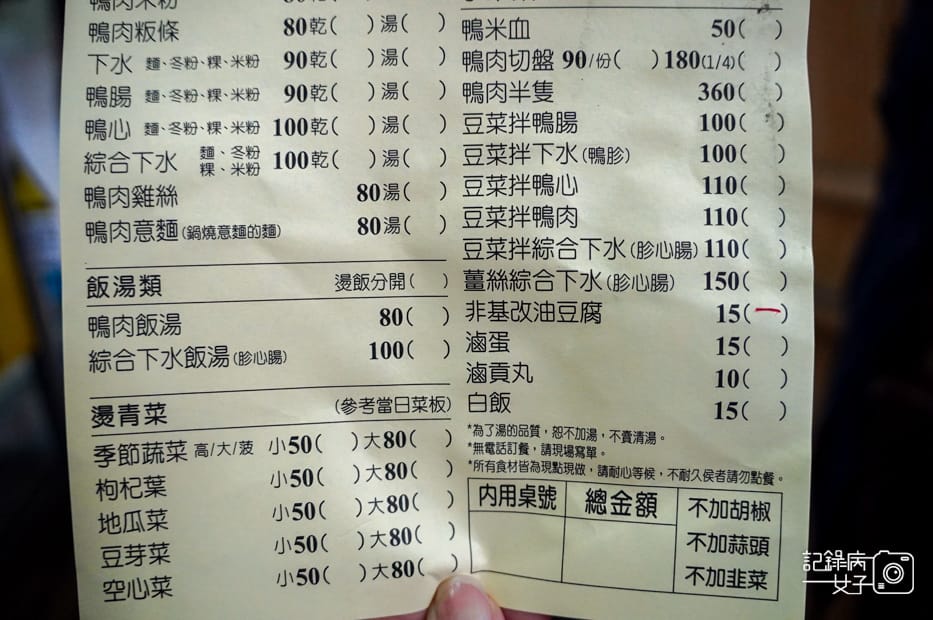 鴨肉米粉 80乾( )湯( )
鴨肉粄條 80乾( )湯( )
下水 麵、冬粉、粿、米粉 90乾( )湯( )
鴨腸 麵、冬粉、粿、米粉 90乾( )湯( )
鴨心 麵、冬粉、粿、米粉 100乾( )湯( )
綜合下水 麵、冬粉粿、米粉 100乾( )湯( )
鴨肉雞絲 80湯( )
鴨肉意麵(鍋燒意麵的麵) 80湯( )
飯湯類 燙飯分開( )
鴨肉飯湯 80( )
綜合下水飯湯(胗心腸) 100( )
燙青菜 (參考當日菜板)
季節蔬菜 高/大/菠 小50( )大80( )
枸杞葉 小50( )大80( )
地瓜菜 小50( )大80( )
豆芽菜 小50( )大80( )
空心菜 小50( )大80( )
鴨米血 50( )
鴨肉切盤 90/份( )180(1/4)( )
鴨肉半隻 360( )
豆菜拌鴨腸 100( )
豆菜拌下水(鴨胗) 100( )
豆菜拌鴨心 110( )
豆菜拌鴨肉 110( )
豆菜拌綜合下水(胗心腸) 110( )
薑絲綜合下水(胗心腸) 150( )
非基改油豆腐 15(一)
滷蛋 15( )
滷貢丸 10( )
白飯 15( )
*為了湯的品質，恕不加湯，不賣清湯。
*無電話訂餐，請現場寫單。
*所有食材皆為現點現做，請耐心等候，不耐久侯者請勿點餐。
内用桌號 總金額 不加胡椒
不加蒜頭
不加韭菜
記錄病
女子